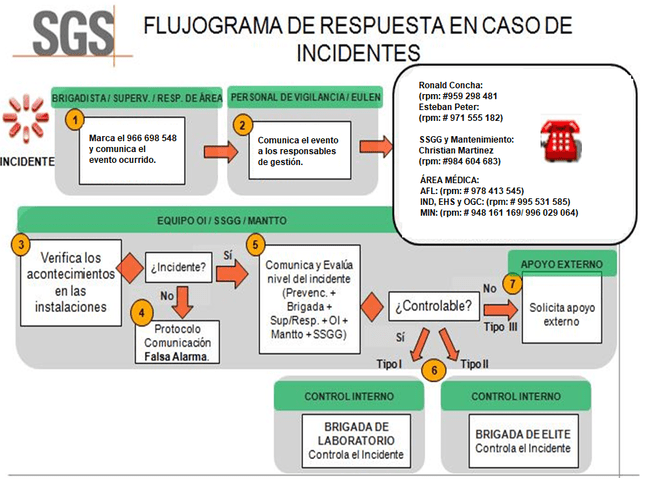 SGS
FLUJOGRAMA DE RESPUESTA EN CASO DE
INCIDENTES
INCIDENTE
BRIGADISTA / SUPERV. / RESP. DE ÁREA
1
Marca el 966 698 548
y comunica el
evento ocurrido.
PERSONAL DE VIGILANCIA / EULEN
2
Comunica el evento
a los responsables
de gestión.
Ronald Concha:
(rpm: #959 298 481
Esteban Peter:
(rpm: # 971 555 182)
SSGG y Mantenimiento:
Christian Martinez
(rpm: #984 604 683)
ÁREA MÉDICA:
AFL: (rpm: # 978 413 545)
IND, EHS y OGC: (rpm: # 995 531 585)
MIN: (rpm: # 948 161 169/ 996 029 064)
EQUIPO OI / SSGG / MANTTO
3
Verifica los
acontecimientos
en las
instalaciones
¿Incidente?
Sí
No
4
Protocolo
Comunicación
Falsa Alarma.
5
Comunica y Evalúa
nivel del incidente
(Prevenc. +
Brigada +
Sup/Resp. + OI +
Mantto + SSGG)
¿Controlable?
No
Tipo III
Sí
Tipo I
Tipo II
6
APOYO EXTERNO
7
Solicita apoyo
externo
CONTROL INTERNO
BRIGADA DE
LABORATORIO
Controla el Incidente
CONTROL INTERNO
BRIGADA DE ELITE
Controla el Incidente